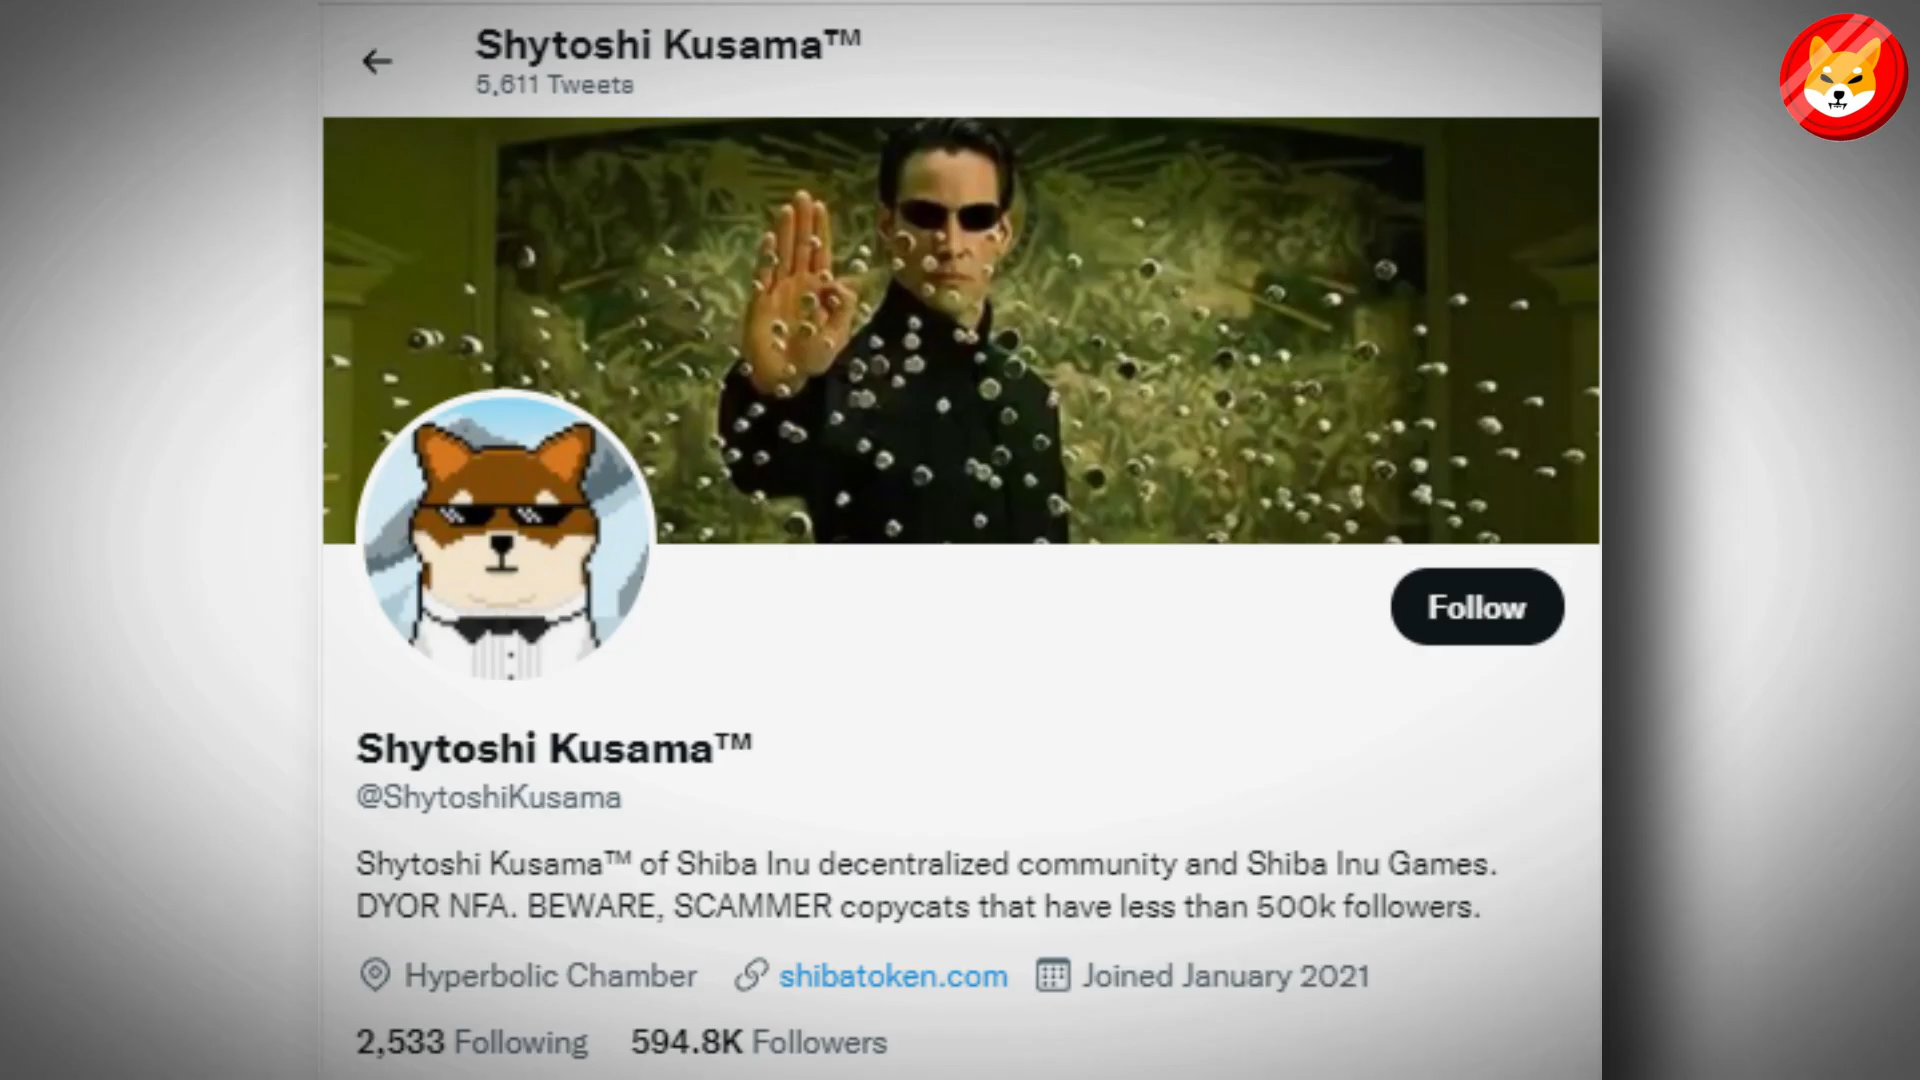 Shytoshi Kusama™
5,611 Tweets
Follow
Shytoshi Kusama™
@ShytoshiKusama
Shytoshi Kusama™ of Shiba Inu decentralized community and Shiba Inu Games.
DYOR NFA. BEWARE, SCAMMER copycats that have less than 500k followers.
Hyperbolic Chamber shibatoken.com Joined January 2021
2,533 Following 594.8K Followers